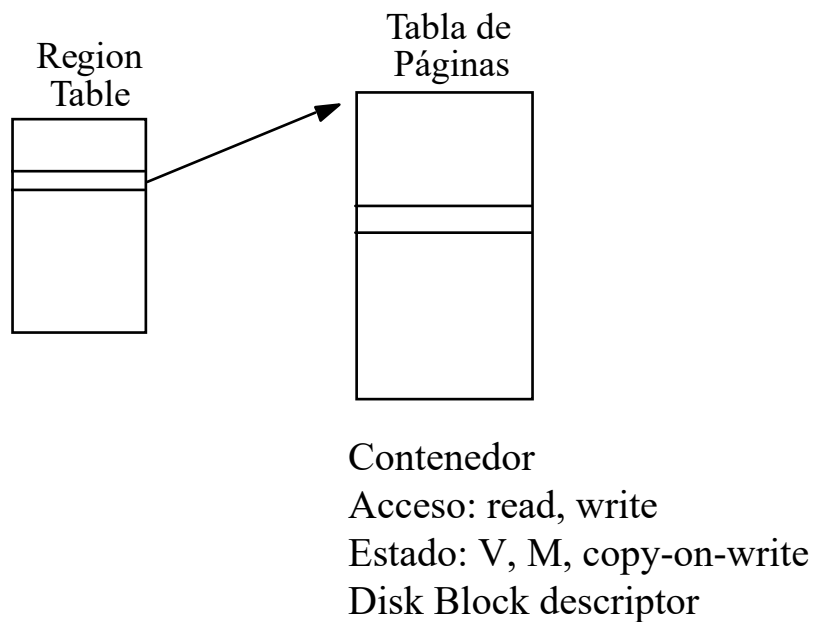 Region
Table
Tabla de
Páginas
Contenedor
Acceso: read, write
Estado: V, M, copy-on-write
Disk Block descriptor